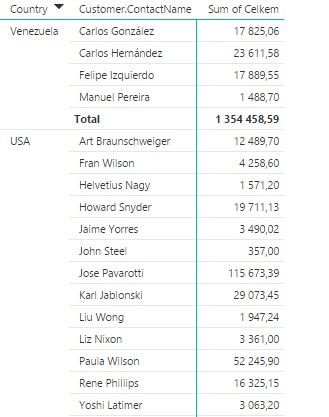 Country Customer.ContactName Sum of Celkem
Venezuela Carlos González 17 825,06
Carlos Hernández 23 611,58
Felipe Izquierdo 17 889,55
Manuel Pereira 1 488,70
Total 1 354 458,59
USA Art Braunschweiger 12 489,70
Fran Wilson 4 258,60
Helvetius Nagy 1 571,20
Howard Snyder 19 711,13
Jaime Yorres 3 490,02
John Steel 357,00
Jose Pavarotti 115 673,39
Karl Jablonski 29 073,45
Liu Wong 1 947,24
Liz Nixon 3 361,00
Paula Wilson 52 245,90
Rene Phillips 16 325,15
Yoshi Latimer 3 063,20